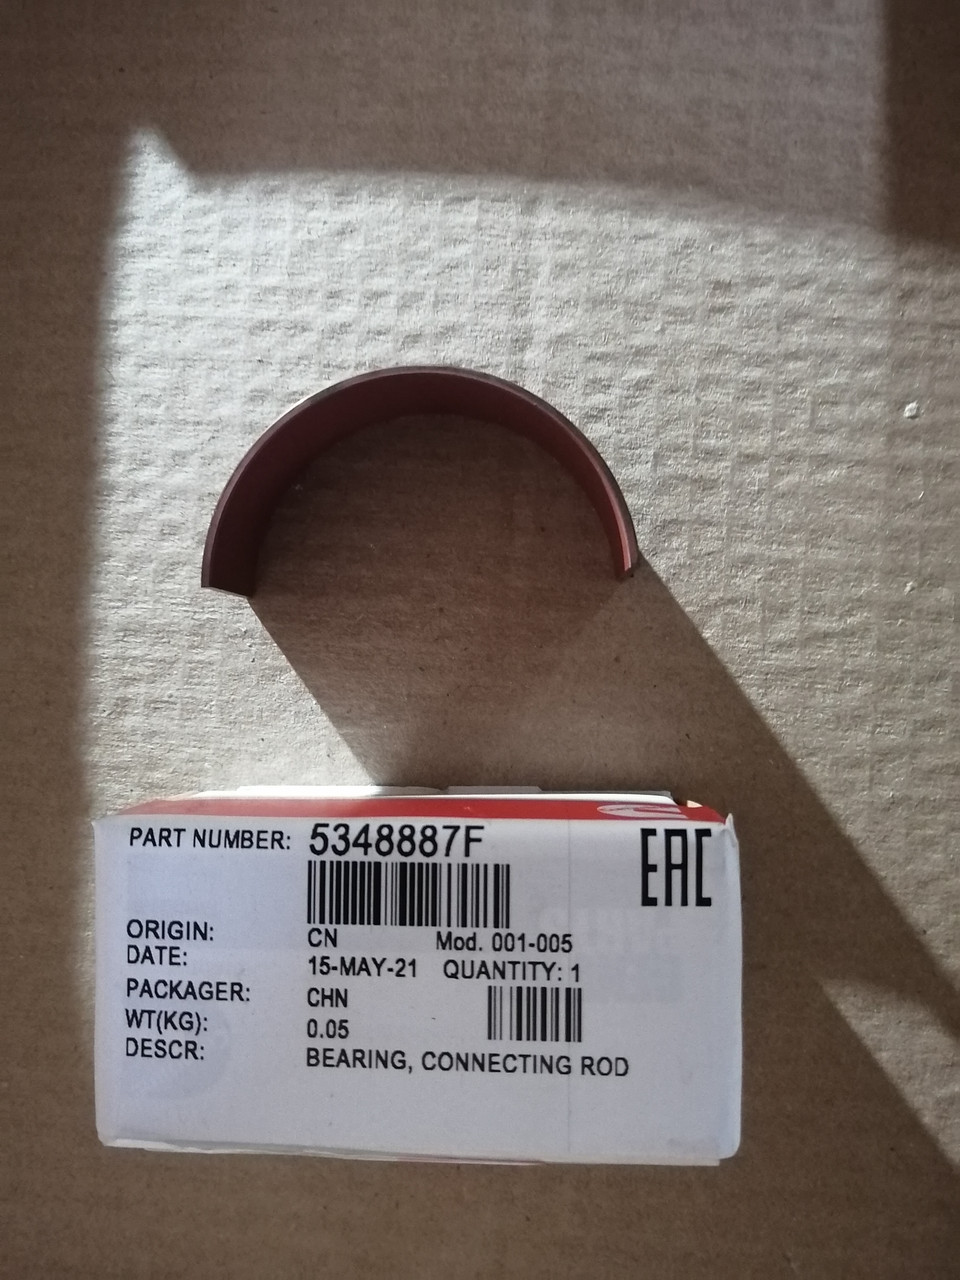 PART NUMBER: 5348887F
EAC
ORIGIN: CN Mod. 001-005
DATE: 15-MAY-21 QUANTITY: 1
PACKAGER: CHN
WT(KG): 0.05
DESCR: BEARING, CONNECTING ROD